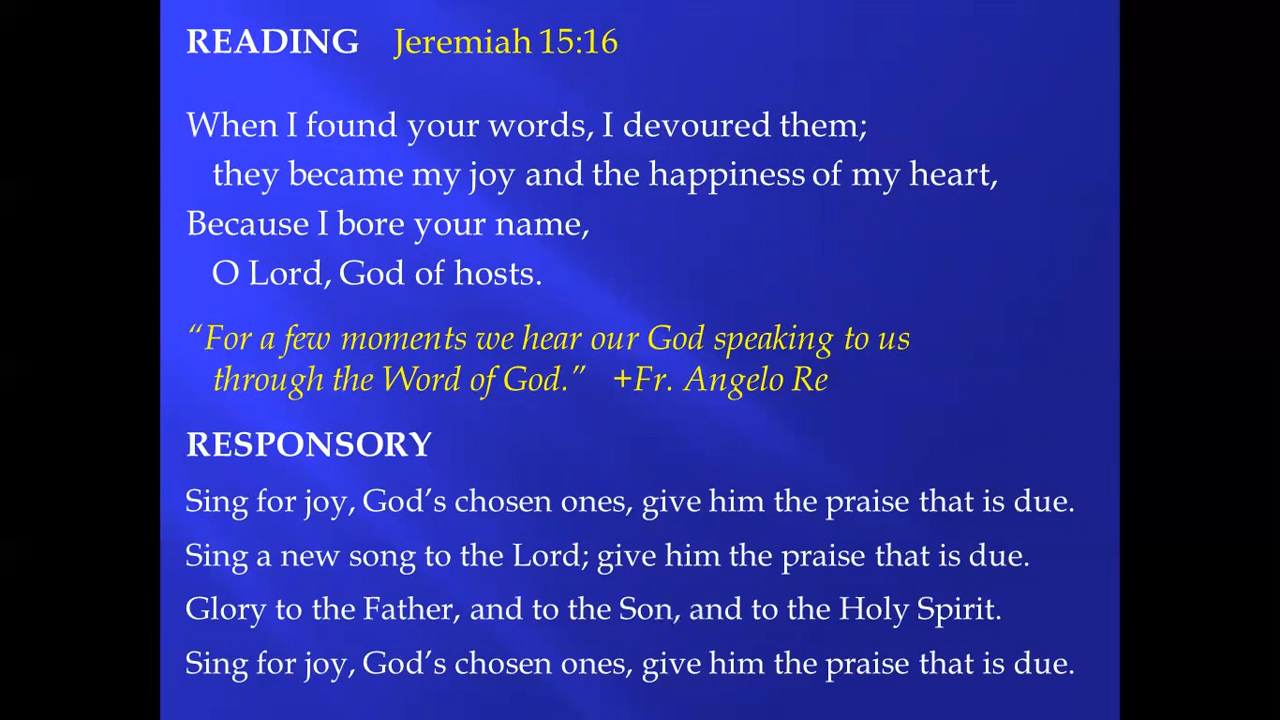 READING Jeremiah 15:16
When I found your words, I devoured them;
they became my joy and the happiness of my heart,
Because I bore your name,
O Lord, God of hosts.
“For a few moments we hear our God speaking to us
through the Word of God.” +Fr. Angelo Re
RESPONSORY
Sing for joy, God’s chosen ones, give him the praise that is due.
Sing a new song to the Lord; give him the praise that is due.
Glory to the Father, and to the Son, and to the Holy Spirit.
Sing for joy, God’s chosen ones, give him the praise that is due.